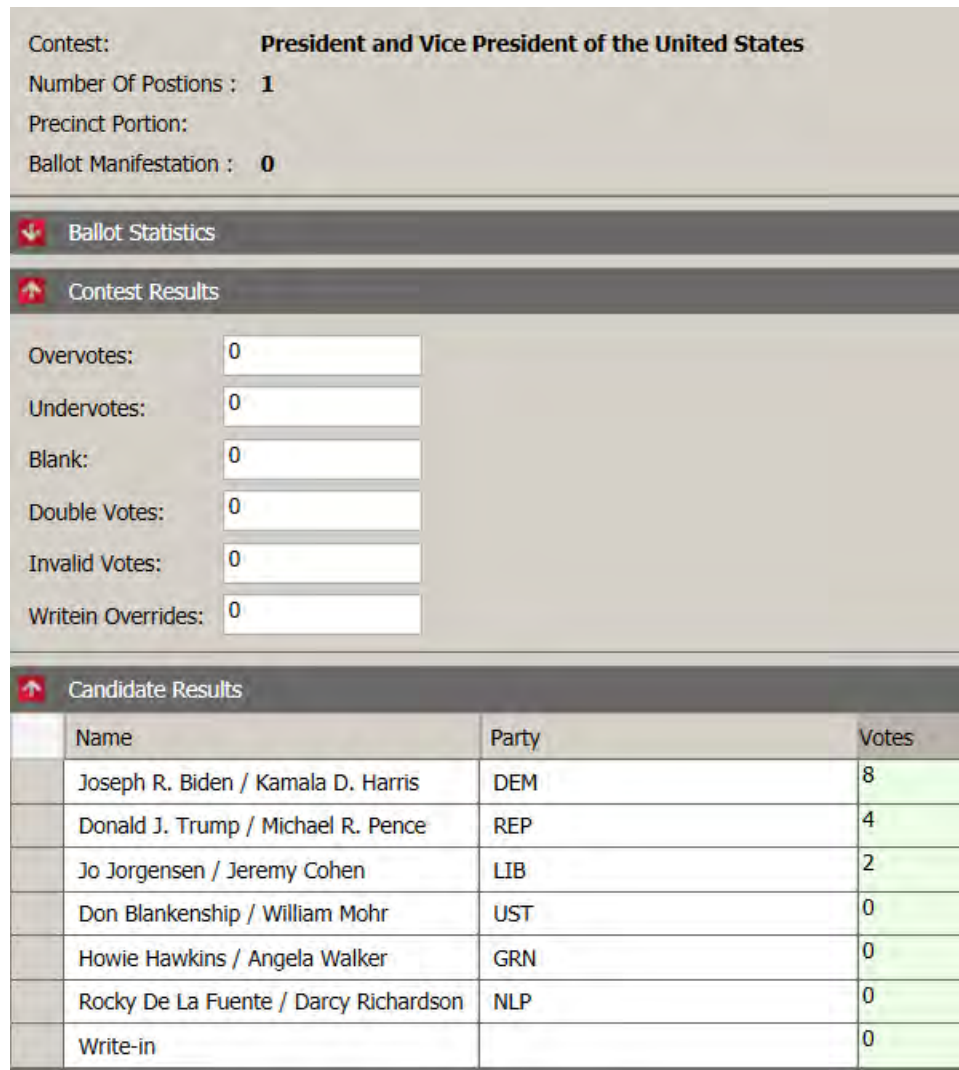 Contest: President and Vice President of the United States
Number Of Postions : 1
Precinct Portion:
Ballot Manifestation : 0
Ballot Statistics
Contest Results
Overvotes: 0
Undervotes: 0
Blank: 0
Double Votes: 0
Invalid Votes: 0
Writein Overrides: 0
Candidate Results
Name Party Votes
Joseph R. Biden / Kamala D. Harris DEM 8
Donald J. Trump / Michael R. Pence REP 4
Jo Jorgensen / Jeremy Cohen LIB 2
Don Blankenship / William Mohr UST 0
Howie Hawkins / Angela Walker GRN 0
Rocky De La Fuente / Darcy Richardson NLP 0
Write-in 0